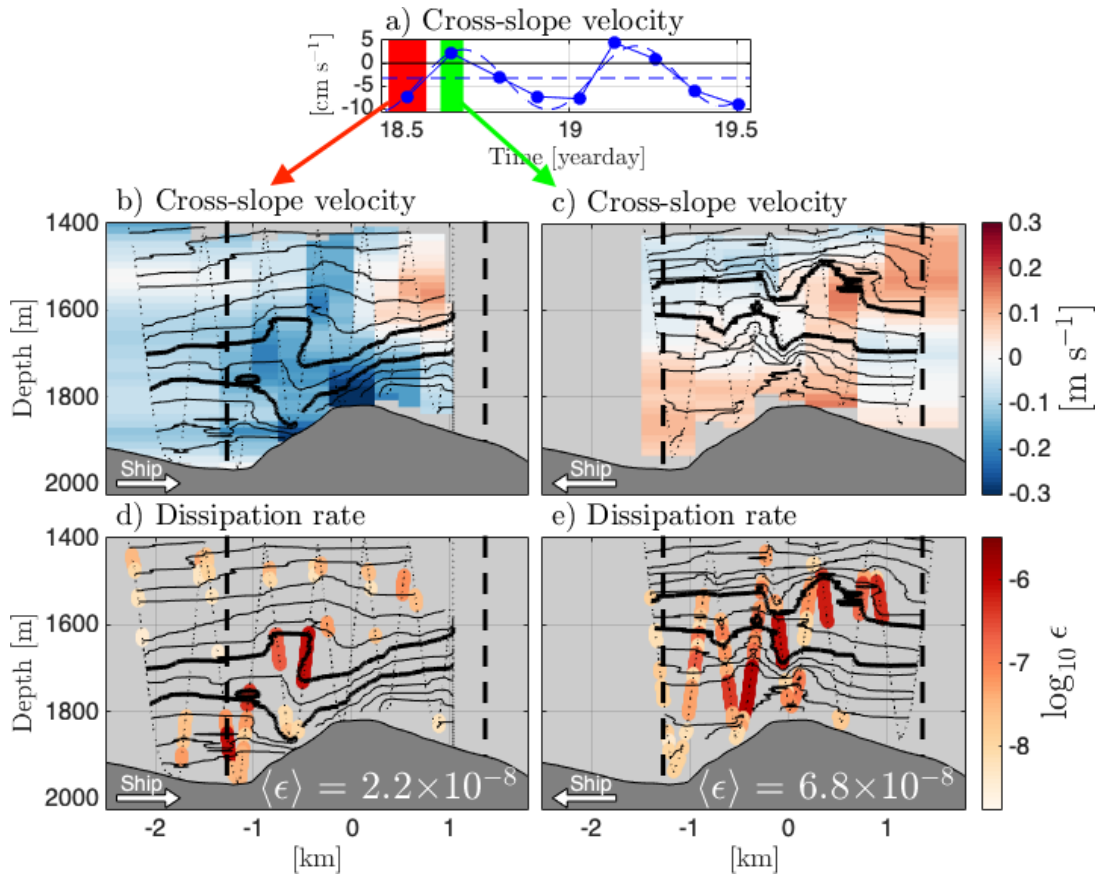 a) Cross-slope velocity
[cm s⁻¹]
5
0
-5
-10
18.5
19
19.5
Time [yearday]
b) Cross-slope velocity
c) Cross-slope velocity
Depth [m]
1400
1600
1800
2000
Ship
Ship
0.3
0.2
0.1
0
-0.1
-0.2
-0.3
[m s⁻¹]
d) Dissipation rate
e) Dissipation rate
Depth [m]
1400
1600
1800
2000
Ship
⟨ϵ⟩ = 2.2×10⁻⁸
Ship
⟨ϵ⟩ = 6.8×10⁻⁸
-6
-7
-8
log₁₀ ϵ
-2
-1
0
1
-2
-1
0
1
[km]
[km]